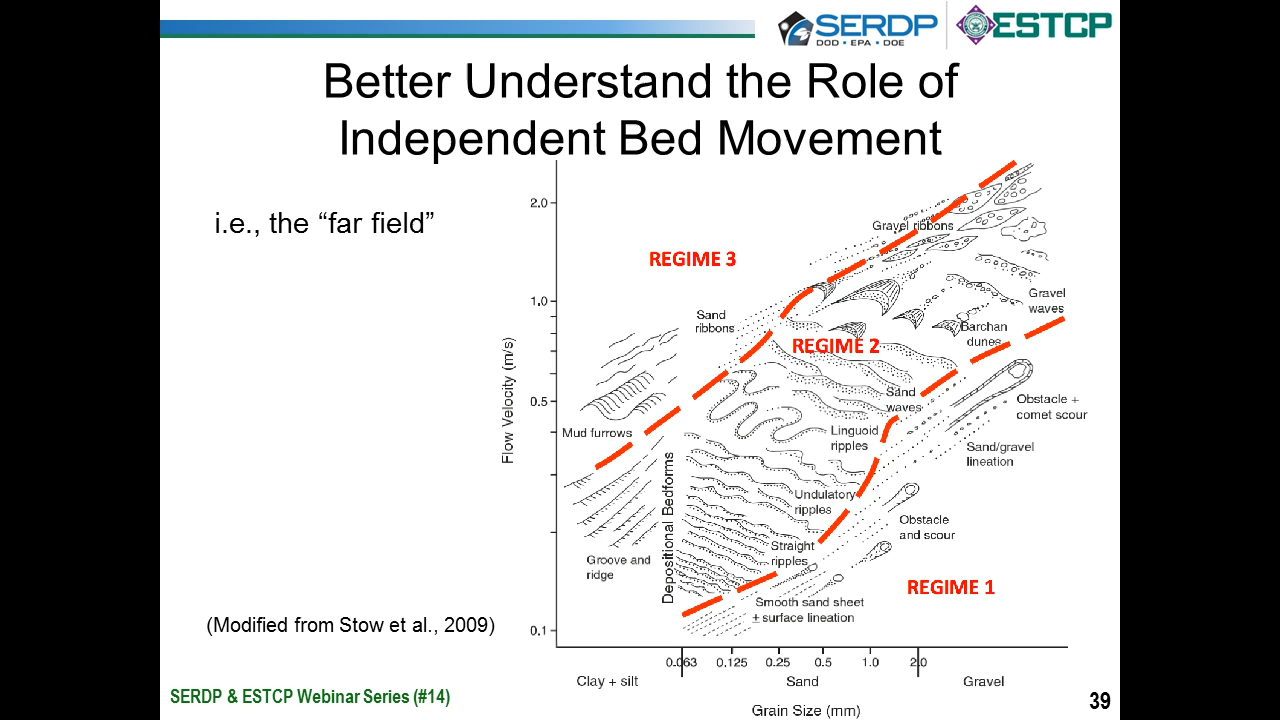 SERDP
DOD • EPA • DOE
ESTCP
Better Understand the Role of
Independent Bed Movement
i.e., the “far field”
2.0
1.0
0.5
0.1
Flow Velocity (m/s)
REGIME 3
Gravel ribbons
Sand
ribbons
Gravel
waves
Barchan
dunes
REGIME 2
Sand
waves
Obstacle +
comet scour
Mud furrows
Linguoid
ripples
Sand/gravel
lineation
Depositional Bedforms
Undulatory
ripples
Obstacle
and scour
Straight
ripples
Groove and
ridge
REGIME 1
Smooth sand sheet
± surface lineation
(Modified from Stow et al., 2009)
0.063 0.125 0.25 0.5 1.0 2.0
Clay + silt Sand Gravel
Grain Size (mm)
SERDP & ESTCP Webinar Series (#14)
39